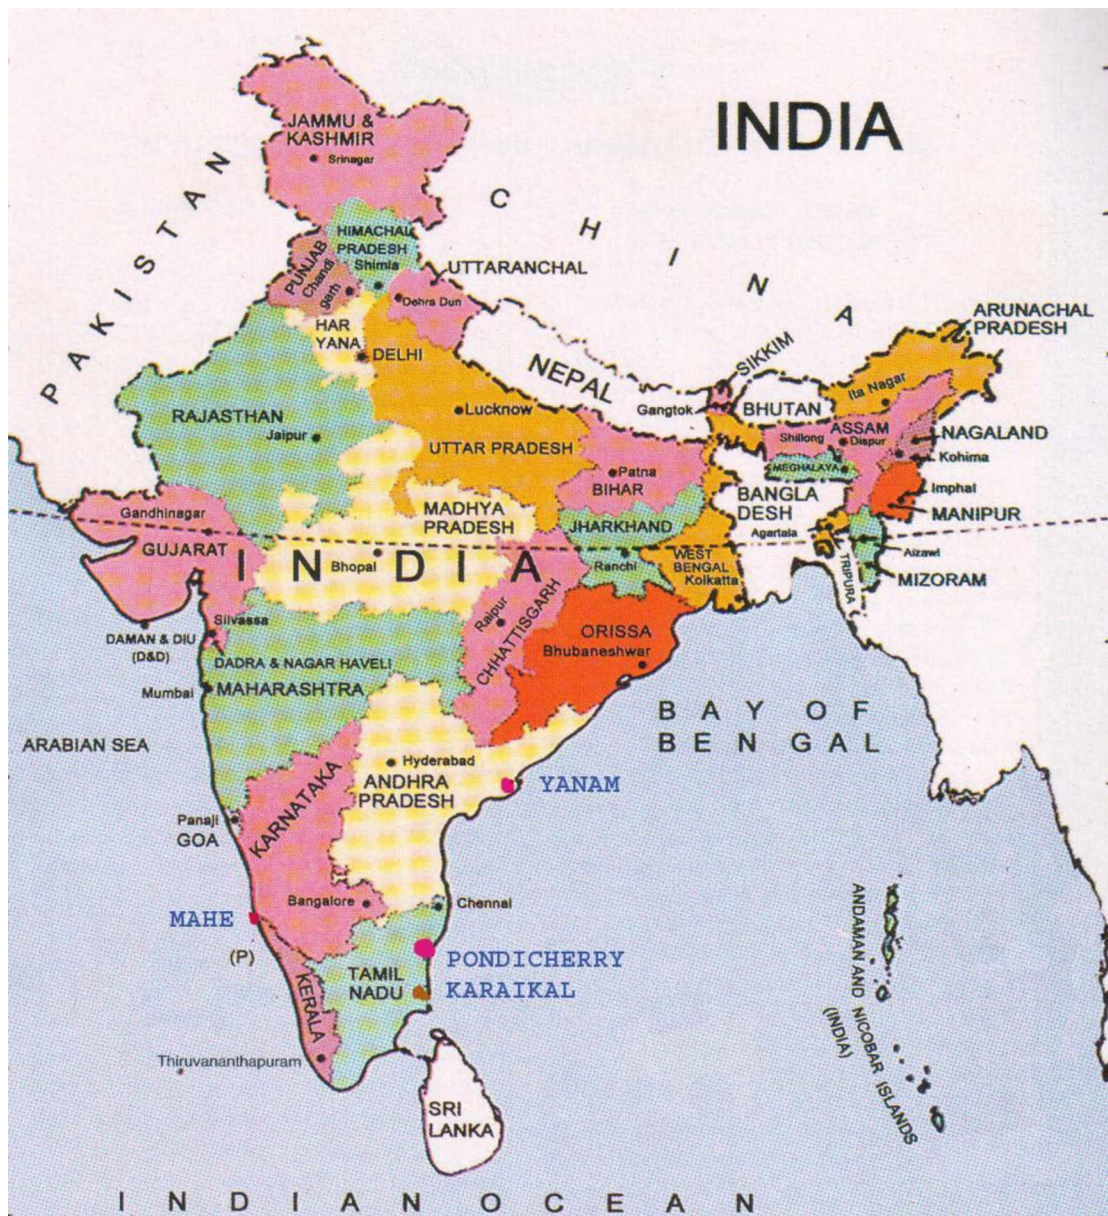 INDIA
JAMMU &
KASHMIR
Srinagar
PAKISTAN
CHINA
HIMACHAL
PRADESH
Shimla
PUNJAB
Chandi
garh
UTTARANCHAL
Dehra Dun
HAR
YANA
DELHI
NEPAL
SIKKIM
Gangtok
BHUTAN
ARUNACHAL
PRADESH
Ita Nagar
RAJASTHAN
Jaipur
Lucknow
UTTAR PRADESH
ASSAM
Shillong
Dispur
NAGALAND
Kohima
MEGHALAYA
Patna
BIHAR
BANGLA
DESH
Imphal
MANIPUR
Gandhinagar
GUJARAT
MADHYA
PRADESH
JHARKHAND
Ranchi
WEST
BENGAL
Kolkatta
Agartala
TRIPURA
Aizawl
MIZORAM
INDIA
Bhopal
Raipur
CHHATTISGARH
ORISSA
Bhubaneshwar
Silvassa
DAMAN & DIU
(D&D)
DADRA & NAGAR HAVELI
Mumbai
MAHARASHTRA
BAY OF
BENGAL
ARABIAN SEA
Hyderabad
ANDHRA
PRADESH
YANAM
KARNATAKA
Panaji
GOA
Bangalore
Chennai
MAHE
(P)
PONDICHERRY
KARAIKAL
TAMIL
NADU
KERALA
Thiruvananthapuram
ANDAMAN AND NICOBAR ISLANDS
(INDIA)
SRI
LANKA
INDIAN OCEAN